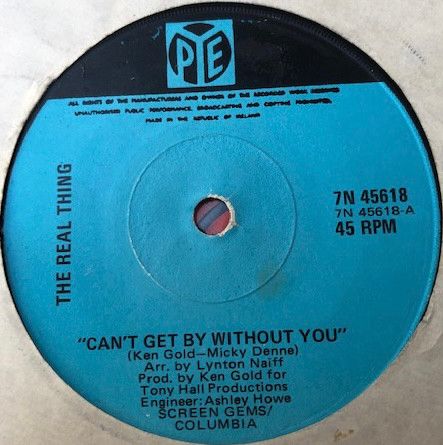 PYE
ALL RIGHTS OF THE MANUFACTURERS AND OWNER OF THE RECORDED WORK RESERVED
UNAUTHORISED PUBLIC PERFORMANCE, BROADCASTING AND COPYING PROHIBITED.
MADE IN THE REPUBLIC OF IRELAND
THE REAL THING
7N 45618
7N 45618-A
45 RPM
"CAN'T GET BY WITHOUT YOU"
(Ken Gold—Micky Denne)
Arr. by Lynton Naiff
Prod. by Ken Gold for
Tony Hall Productions
Engineer: Ashley Howe
SCREEN GEMS/
COLUMBIA